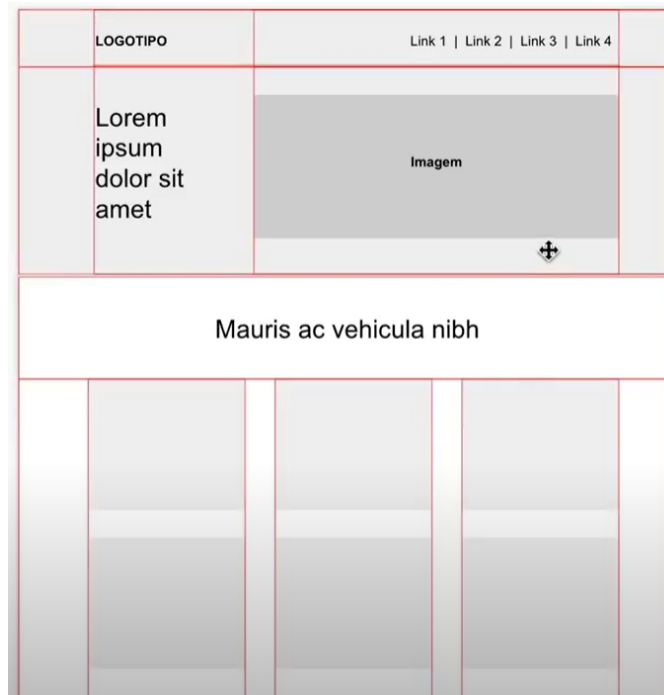 LOGOTIPO
Link 1 | Link 2 | Link 3 | Link 4
Lorem
ipsum
dolor sit
amet
Imagem
Mauris ac vehicula nibh